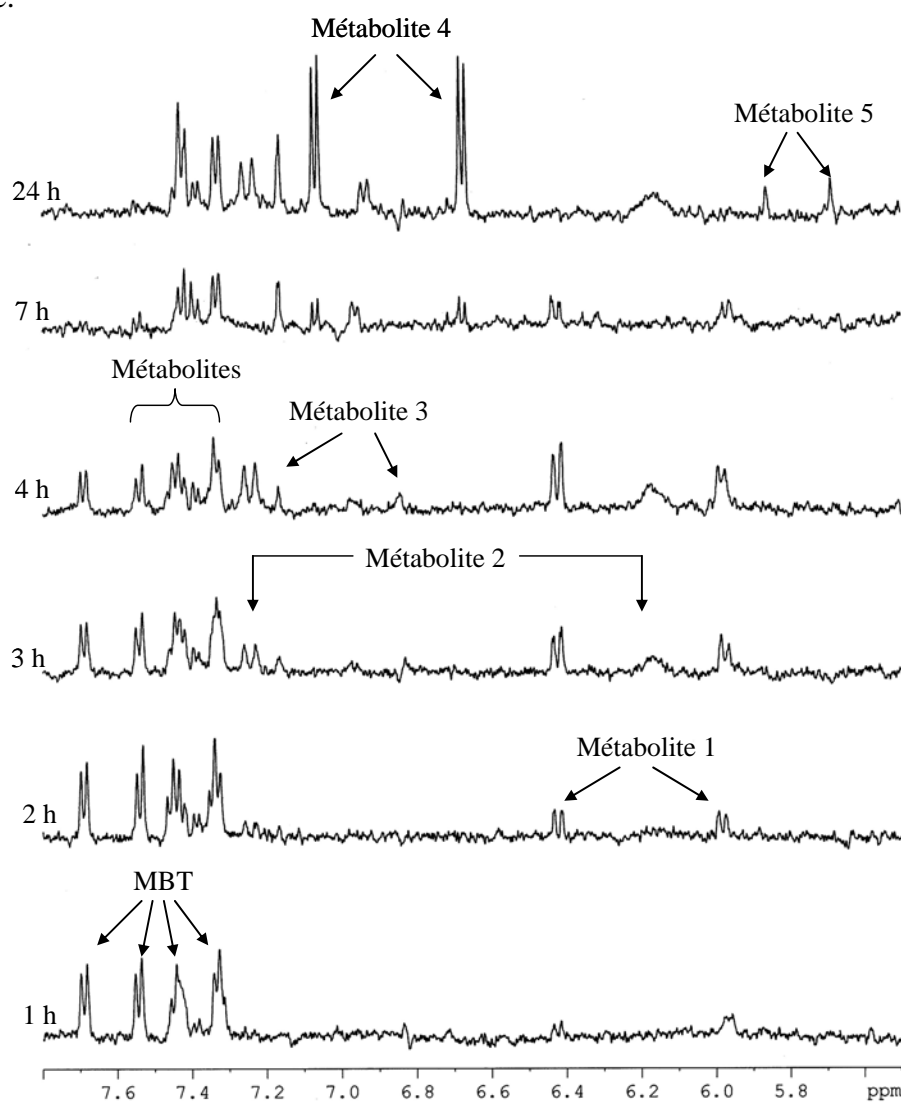 c.
Métabolite 4
Métabolite 5
24 h
7 h
Métabolites
Métabolite 3
4 h
Métabolite 2
3 h
Métabolite 1
2 h
MBT
1 h
7.6 7.4 7.2 7.0 6.8 6.6 6.4 6.2 6.0 5.8 ppm